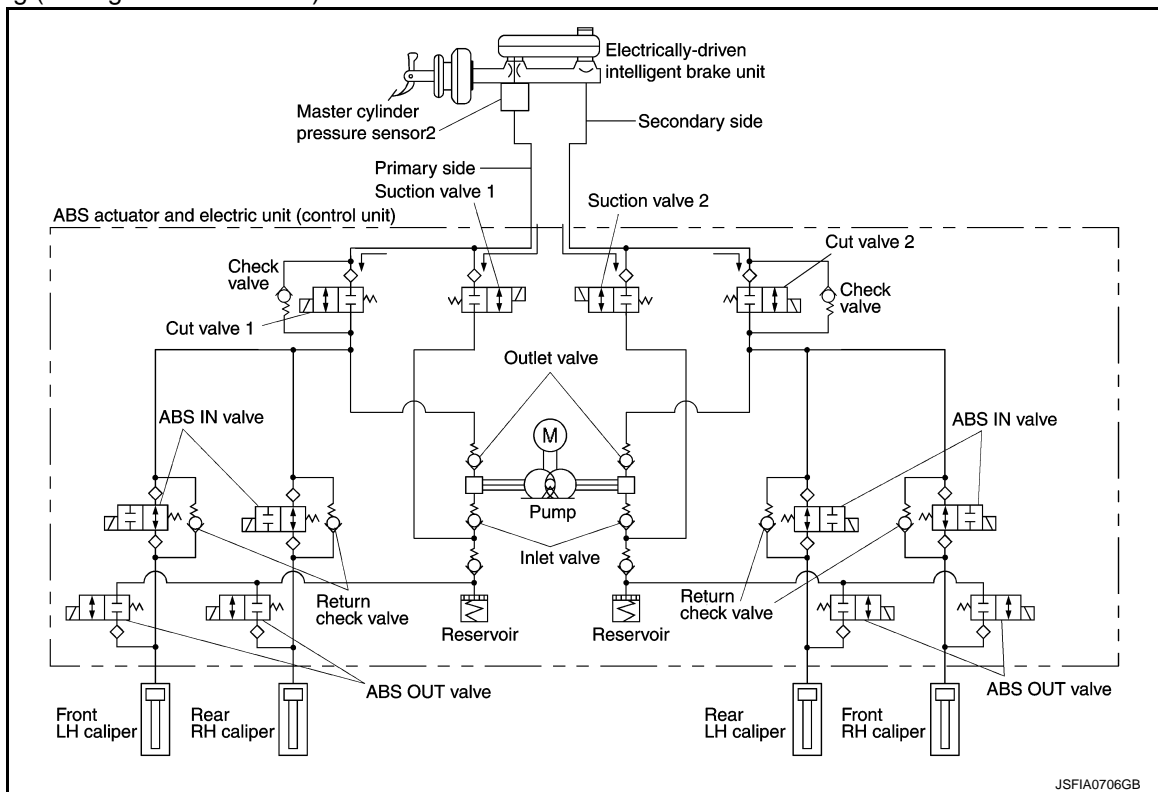 Electrically-driven
intelligent brake unit
Master cylinder
pressure sensor2
Secondary side
Primary side
Suction valve 1
Suction valve 2
ABS actuator and electric unit (control unit)
Cut valve 2
Check
valve
Check
valve
Cut valve 1
Outlet valve
ABS IN valve
ABS IN valve
M
Pump
Inlet valve
Return
check valve
Return
check valve
Reservoir
Reservoir
ABS OUT valve
ABS OUT valve
Front
LH caliper
Rear
RH caliper
Rear
LH caliper
Front
RH caliper
JSFIA0706GB